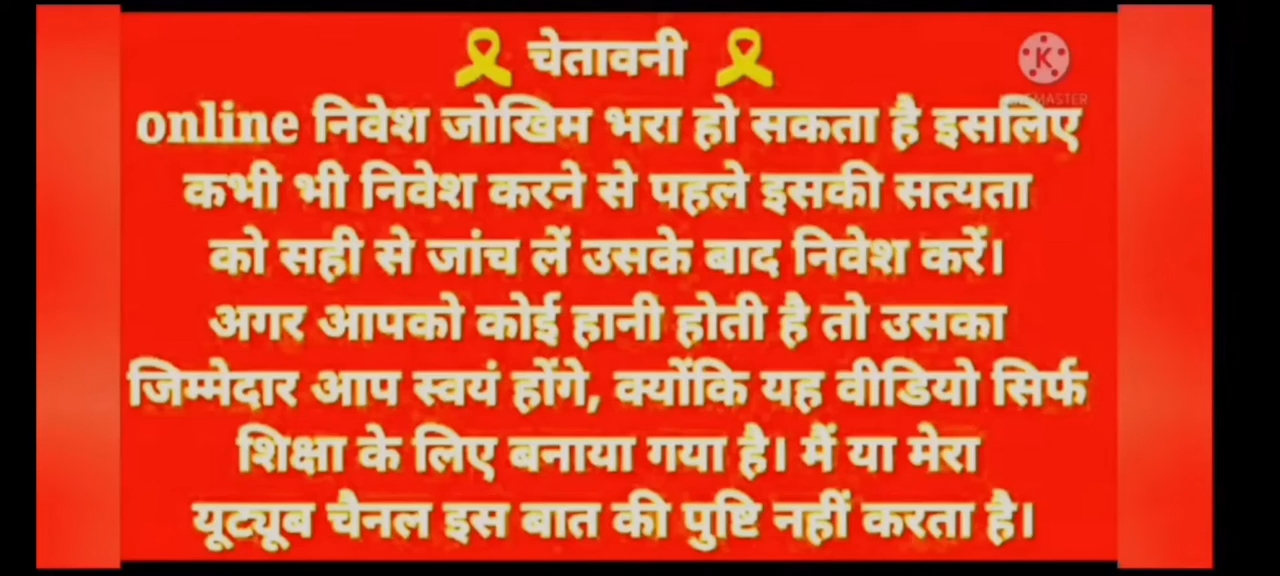 🎗 चेतावनी 🎗
K
online निवेश जोखिम भरा हो सकता है इसलिए
कभी भी निवेश करने से पहले इसकी सत्यता
को सही से जांच लें उसके बाद निवेश करें।
अगर आपको कोई हानी होती है तो उसका
जिम्मेदार आप स्वयं होंगे, क्योंकि यह वीडियो सिर्फ
शिक्षा के लिए बनाया गया है। मैं या मेरा
यूट्यूब चैनल इस बात की पुष्टि नहीं करता है।